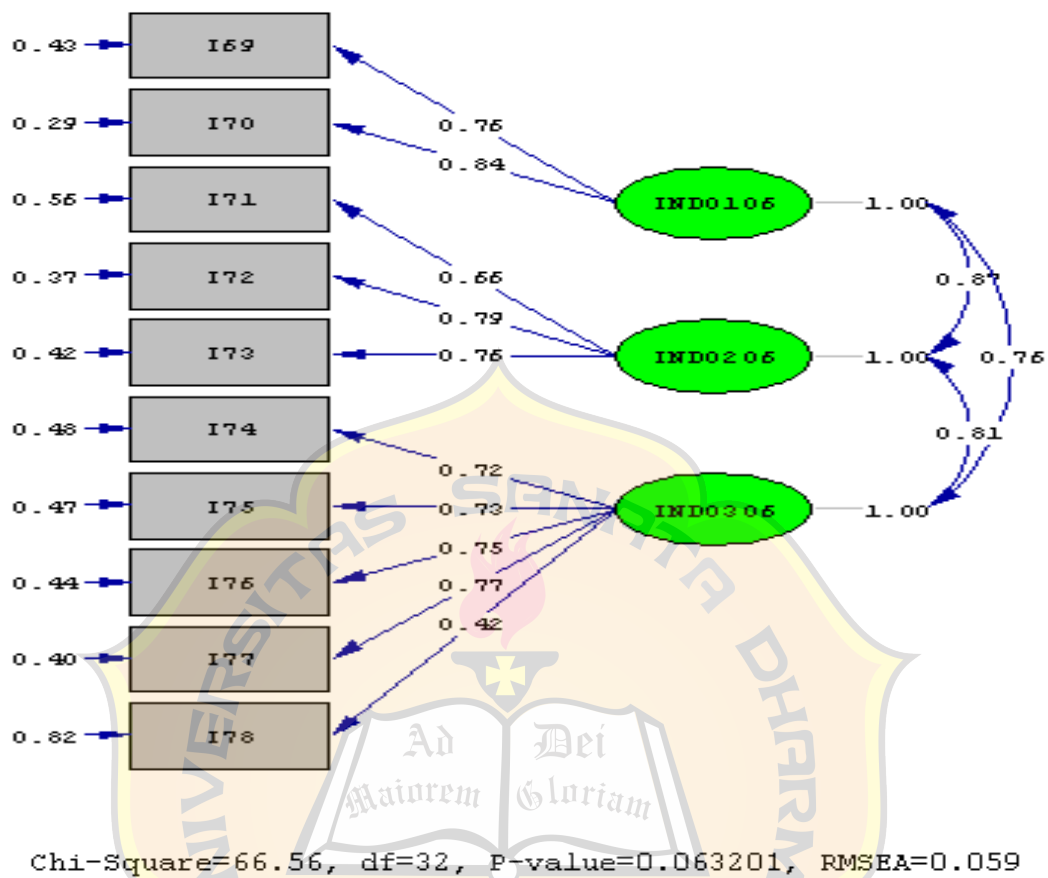 0.43 I69
0.29 I70 0.76
0.84
0.56 I71 IND0106 1.00
0.37 I72 0.66 0.87
0.79
0.42 I73 0.76 IND0206 1.00 0.76
0.48 I74 0.81
0.72
0.47 I75 0.73 IND0306 1.00
0.75
0.44 I76 0.77
0.42
0.40 I77
0.82 I78
UNIVERSITAS SANATA DHARM
Ad Dei
Maiorem Gloriam
Chi-Square=66.56, df=32, P-value=0.063201, RMSEA=0.059